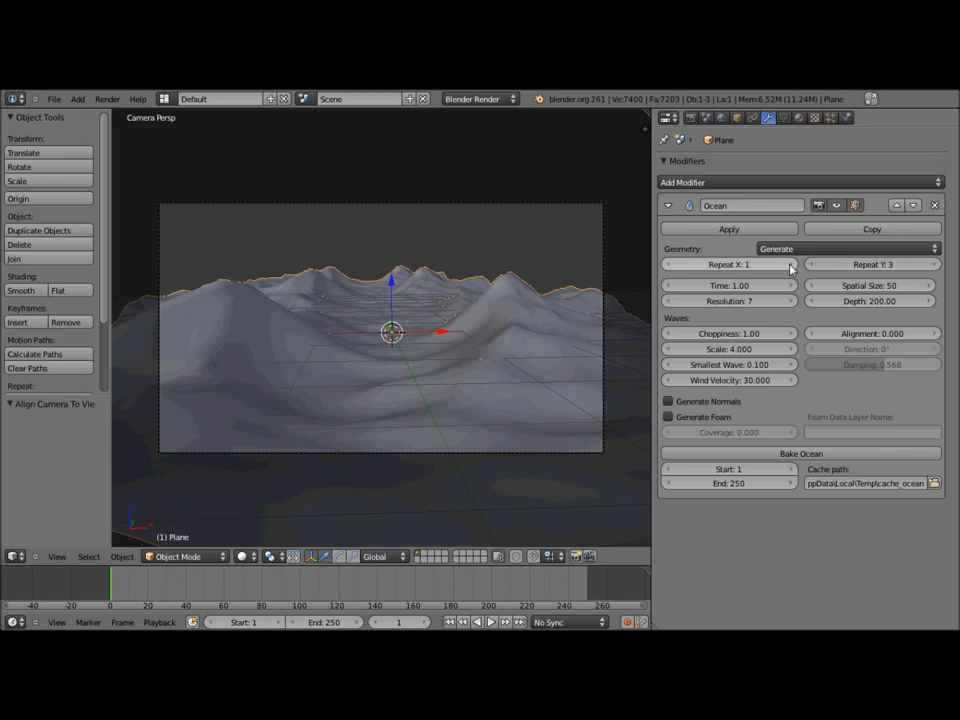 File Add Render Help Default Scene Blender Render blender.org 261 | Ve:7400 | Fa:7203 | Ob:1-3 | La:1 | Mem:6.52M (11.24M) | Plane
Object Tools
Transform:
Translate
Rotate
Scale
Origin
Object:
Duplicate Objects
Delete
Join
Shading:
Smooth Flat
Keyframes:
Insert Remove
Motion Paths:
Calculate Paths
Clear Paths
Repeat:
Align Camera To Vie
Camera Persp
(1) Plane
View Select Object Object Mode Global
-40 -20 0 20 40 60 80 100 120 140 160 180 200 220 240 260
View Marker Frame Playback Start: 1 End: 250 1 No Sync
Plane
Modifiers
Add Modifier
Ocean
Apply Copy
Geometry: Generate
Repeat X: 1 Repeat Y: 3
Time: 1.00 Spatial Size: 50
Resolution: 7 Depth: 200.00
Waves:
Choppiness: 1.00 Alignment: 0.000
Scale: 4.000 Direction: 0°
Smallest Wave: 0.100 Damping: 0.568
Wind Velocity: 30.000
Generate Normals
Generate Foam Foam Data Layer Name:
Coverage: 0.000
Bake Ocean
Start: 1 Cache path:
End: 250 ppData\Local\Temp\cache_ocean